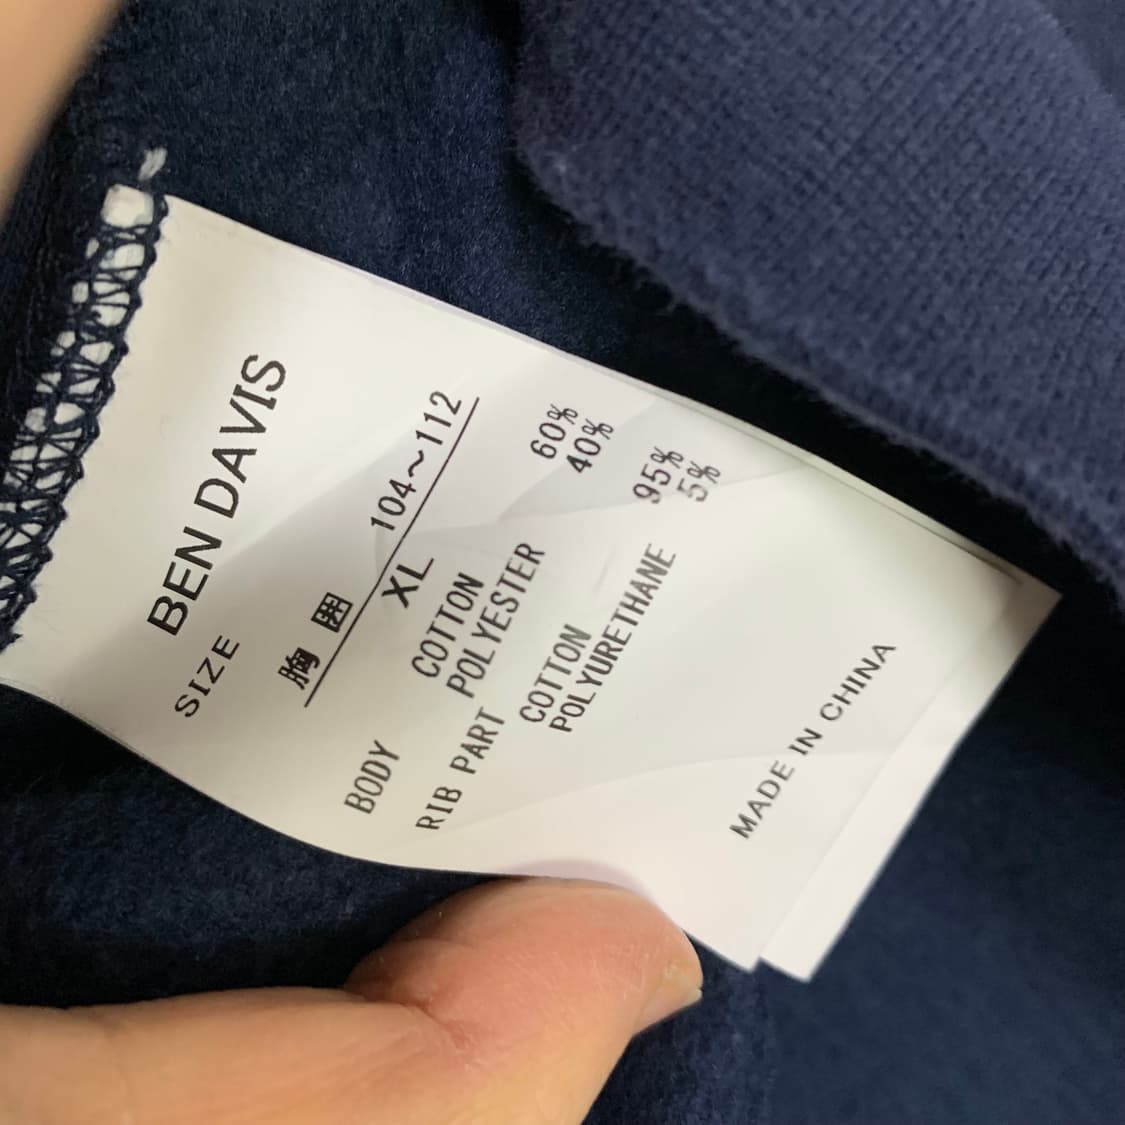 BEN DAVIS
SIZE
胸 囲 104~112
XL
BODY COTTON 60%
POLYESTER 40%
RIB PART COTTON 95%
POLYURETHANE 5%
MADE IN CHINA